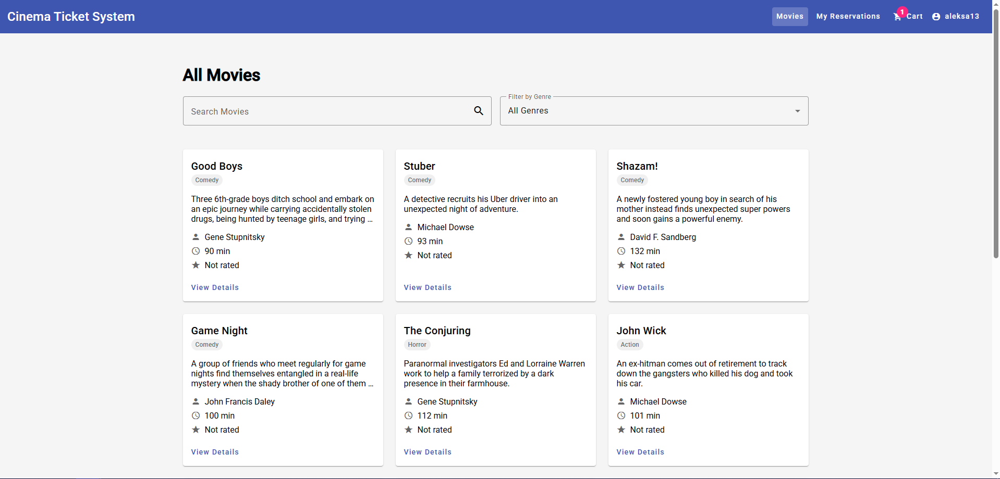 Cinema Ticket System
Movies
My Reservations
1
Cart
aleksa13
All Movies
Search Movies
Filter by Genre
All Genres
Good Boys
Comedy
Three 6th-grade boys ditch school and embark on
an epic journey while carrying accidentally stolen
drugs, being hunted by teenage girls, and trying ...
Gene Stupnitsky
90 min
Not rated
View Details
Stuber
Comedy
A detective recruits his Uber driver into an
unexpected night of adventure.
Michael Dowse
93 min
Not rated
View Details
Shazam!
Comedy
A newly fostered young boy in search of his
mother instead finds unexpected super powers
and soon gains a powerful enemy.
David F. Sandberg
132 min
Not rated
View Details
Game Night
Comedy
A group of friends who meet regularly for game
nights find themselves entangled in a real-life
mystery when the shady brother of one of them ...
John Francis Daley
100 min
Not rated
View Details
The Conjuring
Horror
Paranormal investigators Ed and Lorraine Warren
work to help a family terrorized by a dark
presence in their farmhouse.
Gene Stupnitsky
112 min
Not rated
View Details
John Wick
Action
An ex-hitman comes out of retirement to track
down the gangsters who killed his dog and took
his car.
Michael Dowse
101 min
Not rated
View Details